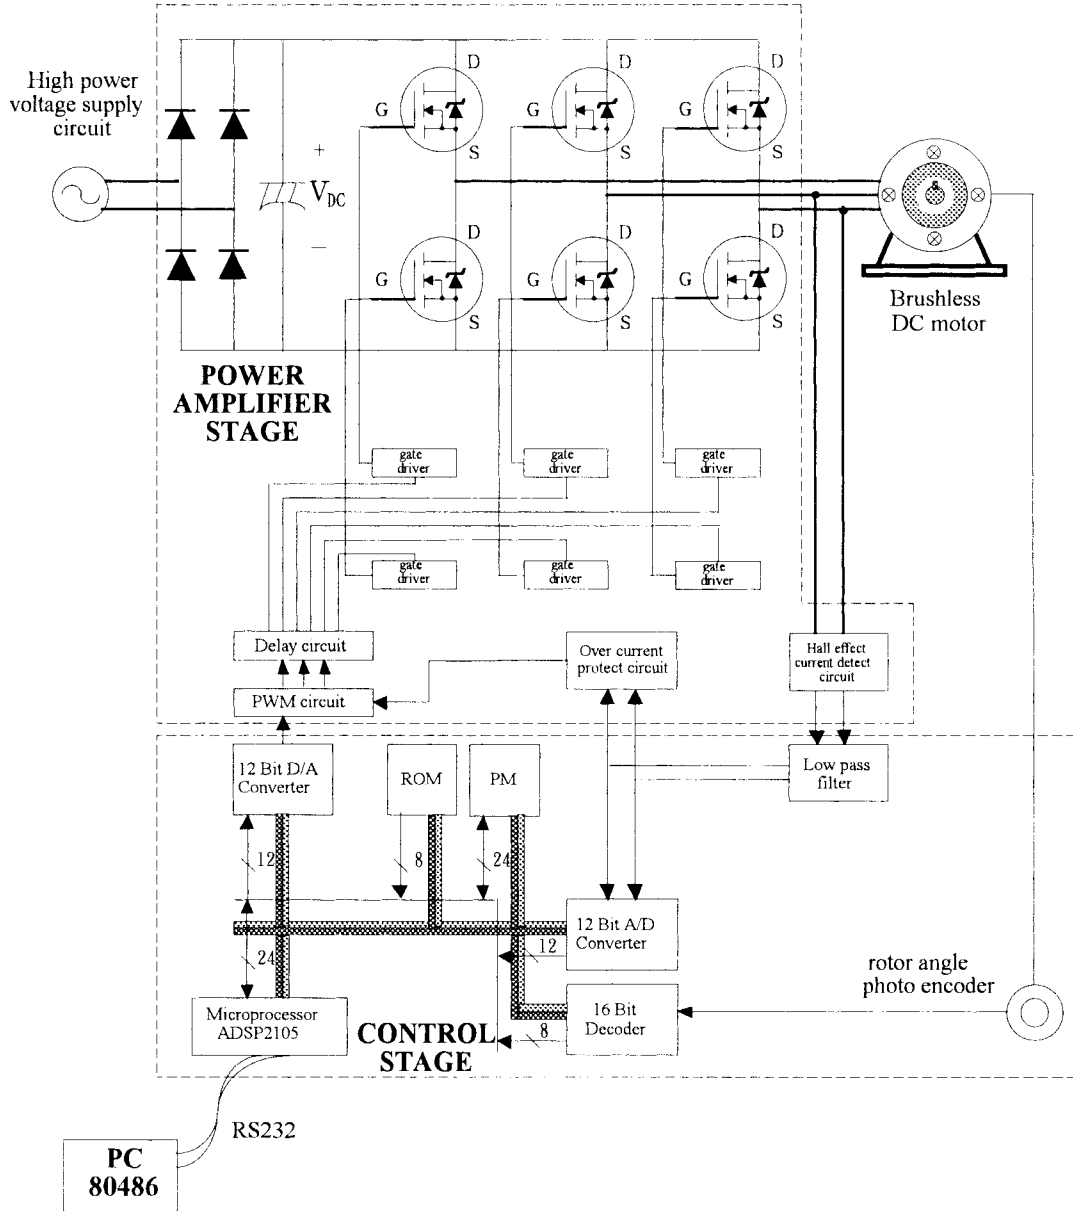 High power
voltage supply
circuit
+
V_DC
−
D
G
S
D
G
S
D
G
S
D
G
S
D
G
S
D
G
S
Brushless
DC motor
POWER
AMPLIFIER
STAGE
gate
driver
gate
driver
gate
driver
gate
driver
gate
driver
gate
driver
Delay circuit
PWM circuit
Over current
protect circuit
Hall effect
current detect
circuit
12 Bit D/A
Converter
ROM
PM
Low pass
filter
12
8
24
12 Bit A/D
Converter
12
24
rotor angle
photo encoder
Microprocessor
ADSP2105
CONTROL
STAGE
16 Bit
Decoder
8
RS232
PC
80486